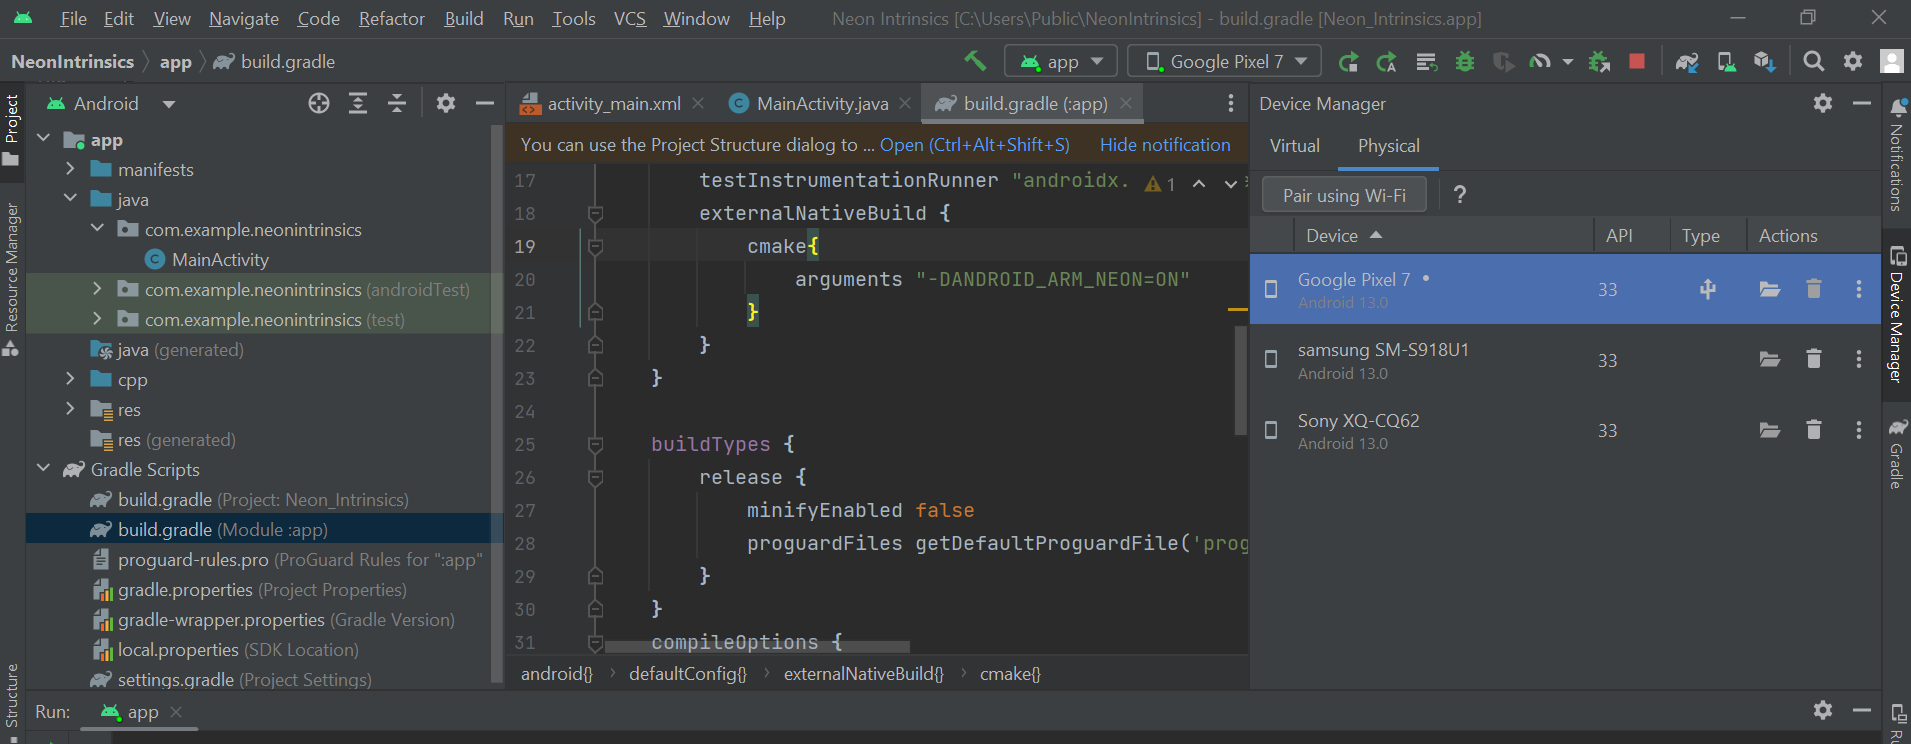 File Edit View Navigate Code Refactor Build Run Tools VCS Window Help Neon Intrinsics [C:\Users\Public\NeonIntrinsics] - build.gradle [Neon_Intrinsics.app]
NeonIntrinsics app build.gradle app Google Pixel 7
Project
Resource Manager
Structure
Android
app
manifests
java
com.example.neonintrinsics
MainActivity
com.example.neonintrinsics (androidTest)
com.example.neonintrinsics (test)
java (generated)
cpp
res
res (generated)
Gradle Scripts
build.gradle (Project: Neon_Intrinsics)
build.gradle (Module :app)
proguard-rules.pro (ProGuard Rules for ":app"
gradle.properties (Project Properties)
gradle-wrapper.properties (Gradle Version)
local.properties (SDK Location)
settings.gradle (Project Settings)
activity_main.xml MainActivity.java build.gradle (:app)
You can use the Project Structure dialog to ... Open (Ctrl+Alt+Shift+S) Hide notification
17 testInstrumentationRunner "androidx. 1
18 externalNativeBuild {
19 cmake{
20 arguments "-DANDROID_ARM_NEON=ON"
21 }
22 }
23 }
24
25 buildTypes {
26 release {
27 minifyEnabled false
28 proguardFiles getDefaultProguardFile('prog
29 }
30 }
31 compileOptions {
android{} defaultConfig{} externalNativeBuild{} cmake{}
Device Manager
Virtual Physical
Pair using Wi-Fi ?
Device API Type Actions
Google Pixel 7 33
Android 13.0
samsung SM-S918U1 33
Android 13.0
Sony XQ-CQ62 33
Android 13.0
Notifications
Device Manager
Gradle
Run: app